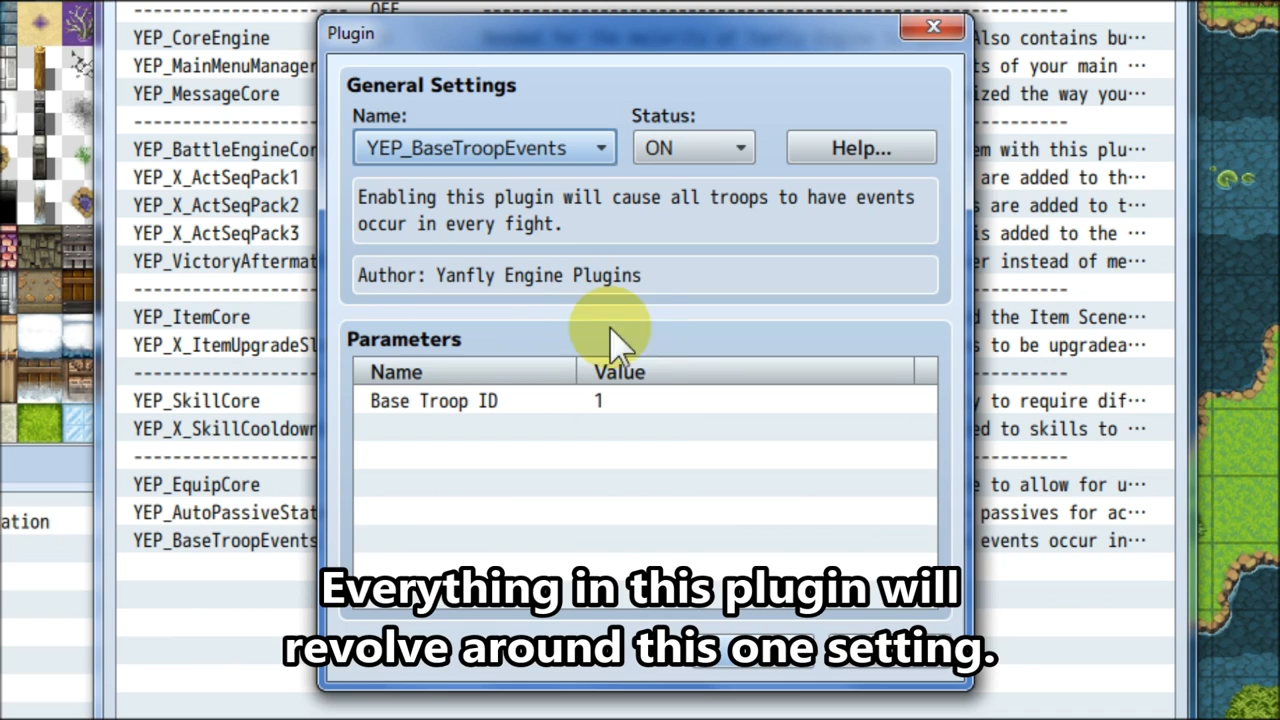 OFF
Plugin
General Settings
Name:
Status:
YEP_BaseTroopEvents
ON
Help...
Enabling this plugin will cause all troops to have events
occur in every fight.
Author: Yanfly Engine Plugins
Parameters
Name Value
Base Troop ID 1
YEP_CoreEngine Also contains bu...
YEP_MainMenuManager ts of your main ...
YEP_MessageCore ized the way you...
YEP_BattleEngineCor em with this plu...
YEP_X_ActSeqPack1 are added to th...
YEP_X_ActSeqPack2 s are added to t...
YEP_X_ActSeqPack3 is added to the ...
YEP_VictoryAftermat er instead of me...
YEP_ItemCore d the Item Scene...
YEP_X_ItemUpgradeSl s to be upgradea...
YEP_SkillCore y to require dif...
YEP_X_SkillCooldown ed to skills to ...
YEP_EquipCore e to allow for u...
YEP_AutoPassiveStat passives for ac...
YEP_BaseTroopEvents events occur in...
ation
Everything in this plugin will
revolve around this one setting.